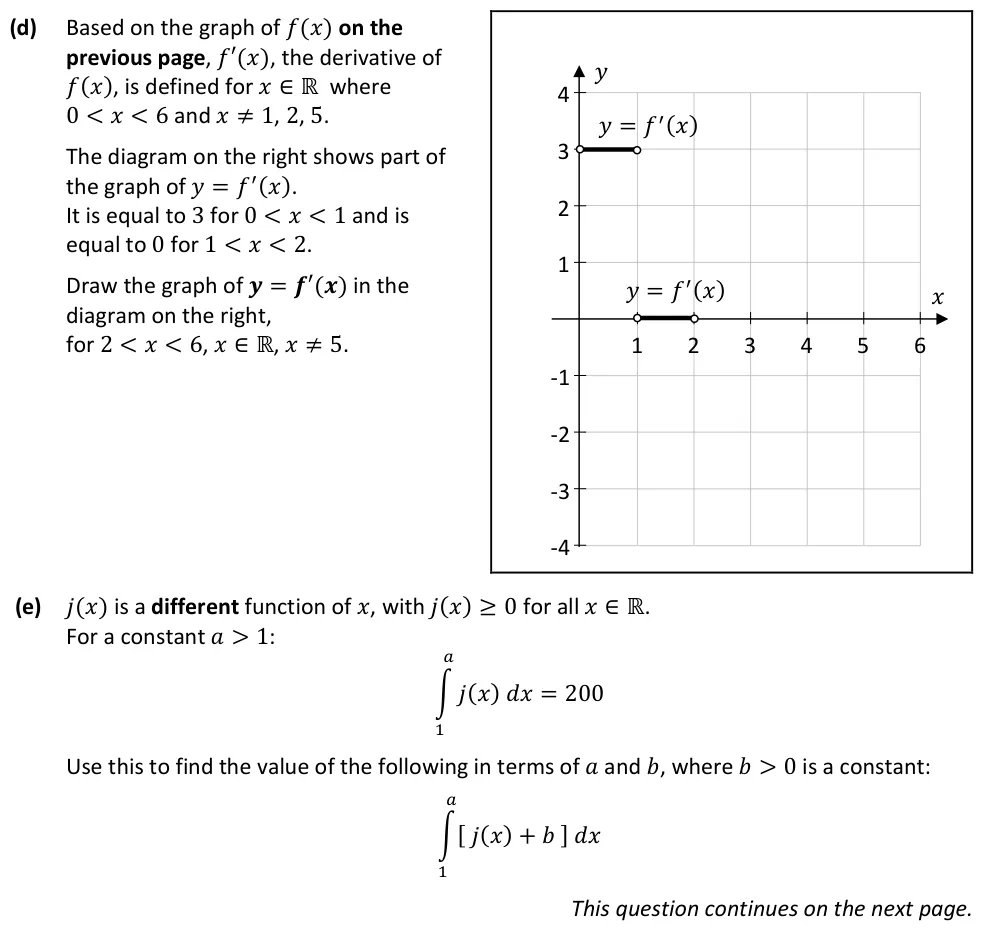 (d) Based on the graph of f(x) on the
previous page, f′(x), the derivative of
f(x), is defined for x ∈ ℝ where
0 < x < 6 and x ≠ 1, 2, 5.
The diagram on the right shows part of
the graph of y = f′(x).
It is equal to 3 for 0 < x < 1 and is
equal to 0 for 1 < x < 2.
Draw the graph of y = f′(x) in the
diagram on the right,
for 2 < x < 6, x ∈ ℝ, x ≠ 5.
y
4
y = f′(x)
3
2
1
y = f′(x)
x
1 2 3 4 5 6
-1
-2
-3
-4
(e) j(x) is a different function of x, with j(x) ≥ 0 for all x ∈ ℝ.
For a constant a > 1:
a
∫ j(x) dx = 200
1
Use this to find the value of the following in terms of a and b, where b > 0 is a constant:
a
∫ [ j(x) + b ] dx
1
This question continues on the next page.